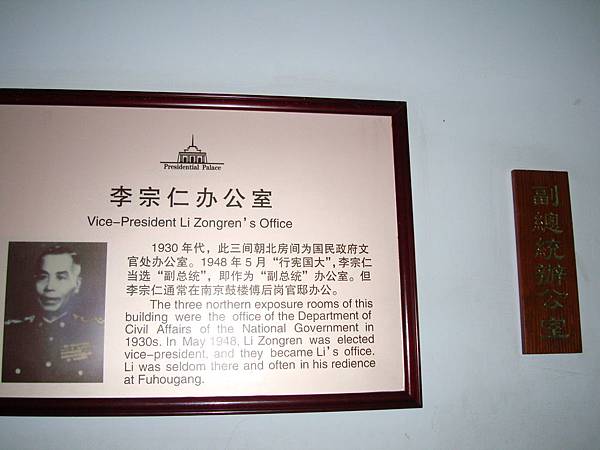 Presidential Palace
李宗仁办公室
Vice-President Li Zongren's Office
1930 年代，此三间朝北房间为国民政府文
官处办公室。1948 年 5 月“行宪国大”，李宗仁
当选“副总统”，即作为“副总统”办公室。但
李宗仁通常在南京鼓楼傅后岗官邸办公。
The three northern exposure rooms of this
building were the office of the Department of
Civil Affairs of the National Government in
1930s. In May 1948, Li Zongren was elected
vice-president, and they became Li's office.
Li was seldom there and often in his redience
at Fuhougang.
副總統辦公室